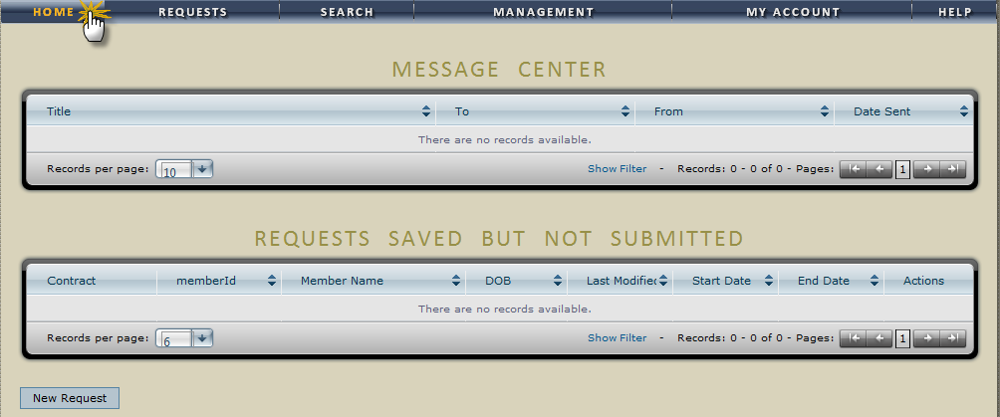 HOME REQUESTS SEARCH MANAGEMENT MY ACCOUNT HELP
MESSAGE CENTER
Title To From Date Sent
There are no records available.
Records per page: 10 Show Filter - Records: 0 - 0 of 0 - Pages: 1
REQUESTS SAVED BUT NOT SUBMITTED
Contract memberId Member Name DOB Last Modified Start Date End Date Actions
There are no records available.
Records per page: 6 Show Filter - Records: 0 - 0 of 0 - Pages: 1
New Request